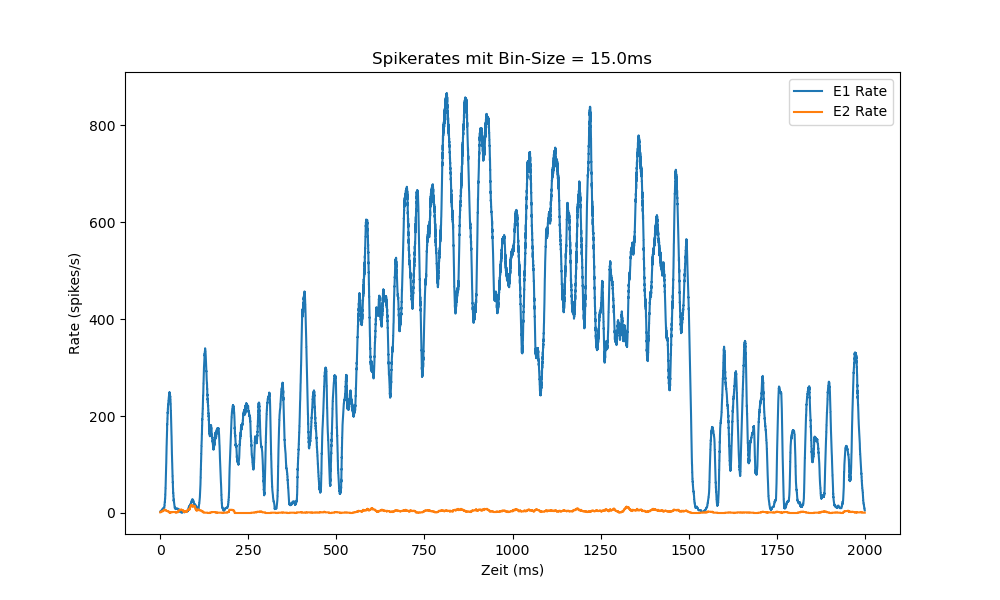 Spikerates mit Bin-Size = 15.0ms
E1 Rate
E2 Rate
Rate (spikes/s)
800
600
400
200
0
0 250 500 750 1000 1250 1500 1750 2000
Zeit (ms)